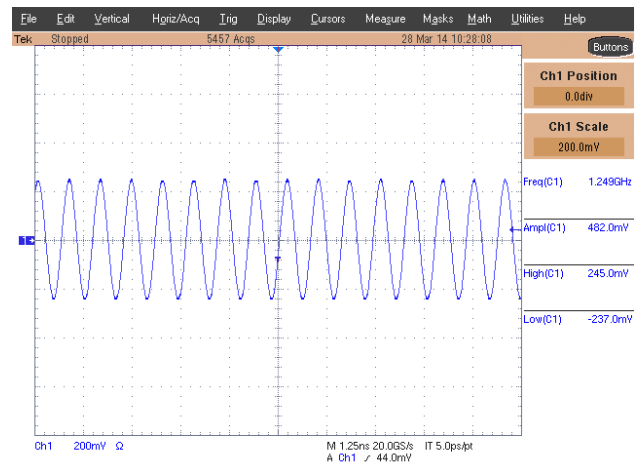 File Edit Vertical Horiz/Acq Trig Display Cursors Measure Masks Math Utilities Help
Tek Stopped 5457 Acqs 28 Mar 14 10:28:08
Buttons
Ch1 Position
0.0div
Ch1 Scale
200.0mV
Freq(C1) 1.249GHz
1
Ampl(C1) 482.0mV
High(C1) 245.0mV
Low(C1) -237.0mV
Ch1 200mV Ω M 1.25ns 20.0GS/s IT 5.0ps/pt
A Ch1 ∕ 44.0mV